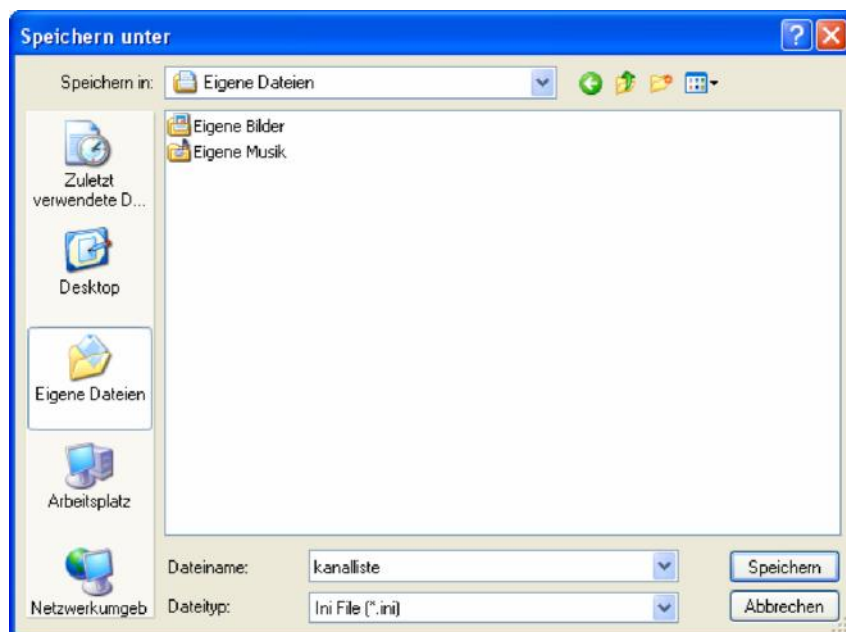 Speichern unter
Speichern in:
Eigene Dateien
Eigene Bilder
Eigene Musik
Zuletzt
verwendete D...
Desktop
Eigene Dateien
Arbeitsplatz
Netzwerkumgeb
Dateiname:
kanalliste
Speichern
Dateityp:
Ini File (*.ini)
Abbrechen